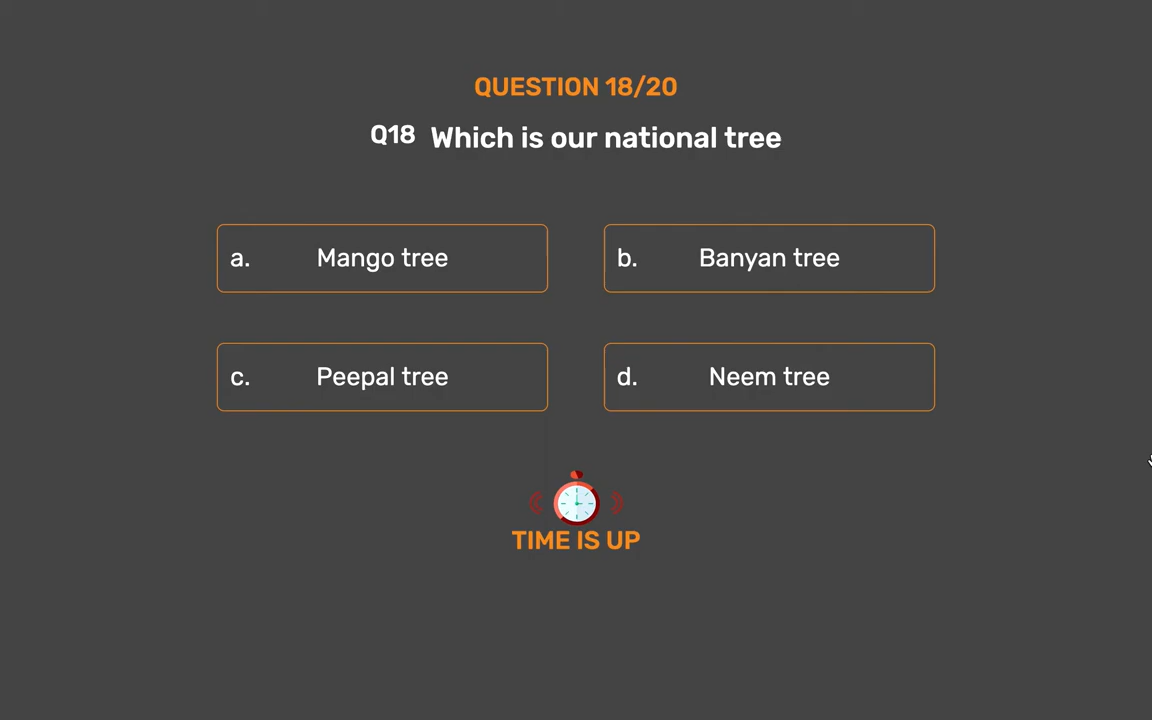 QUESTION 18/20
Q18 Which is our national tree
a. Mango tree
b. Banyan tree
c. Peepal tree
d. Neem tree
TIME IS UP